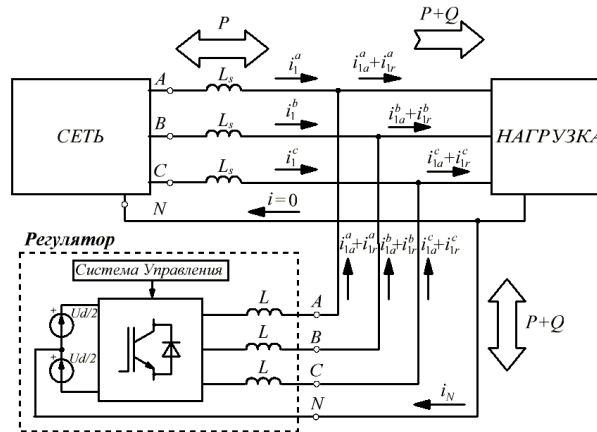 P
P+Q
A
L_s
i_1^a
i_{1a}^a+i_{1r}^a
СЕТЬ
B
L_s
i_1^b
i_{1a}^b+i_{1r}^b
НАГРУЗКА
C
L_s
i_1^c
i_{1a}^c+i_{1r}^c
N
i=0
Регулятор
i_{1a}^a+i_{1r}^a
i_{1a}^b+i_{1r}^b
i_{1a}^c+i_{1r}^c
Система Управления
L
A
+
Ud/2
L
B
P+Q
+
Ud/2
L
C
N
i_N